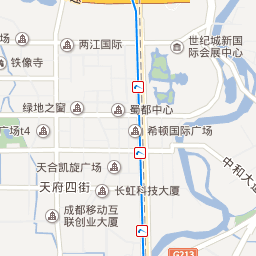 场
两江国际
世纪城新国
际会展中心
铁像寺
绿地之窗
蜀都中心
广场t4
希顿国际广场
中和大道
天合凯旋广场
天府四街
长虹科技大厦
成都移动互
联创业大厦
G213